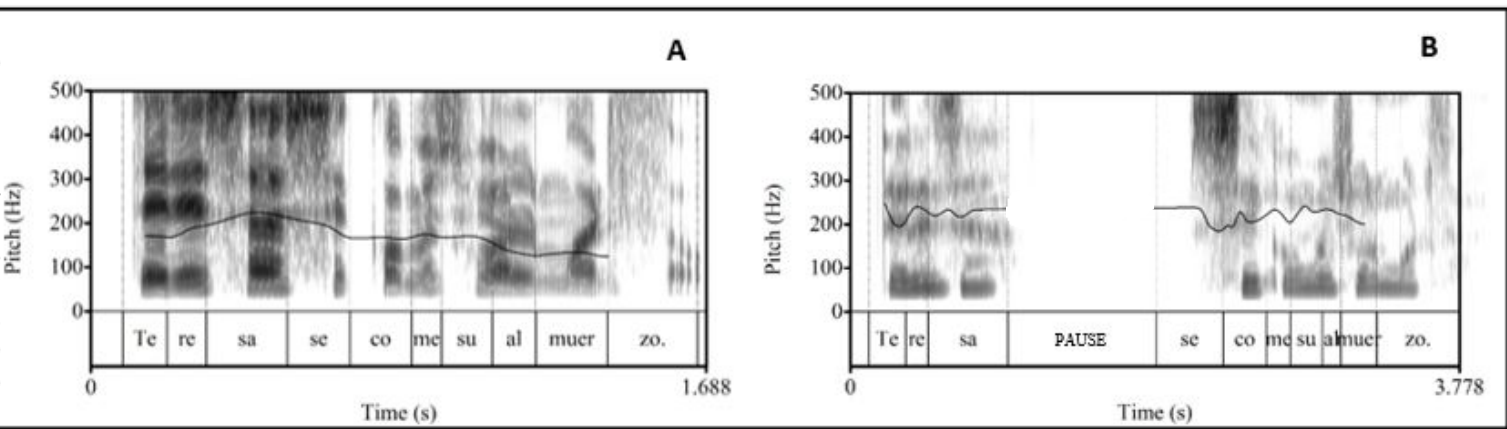 A
500
400
300
200
100
0
Pitch (Hz)
Te re sa se co me su al muer zo.
0 1.688
Time (s)
B
500
400
300
200
100
0
Pitch (Hz)
Te re sa PAUSE se co me su al muer zo.
0 3.778
Time (s)